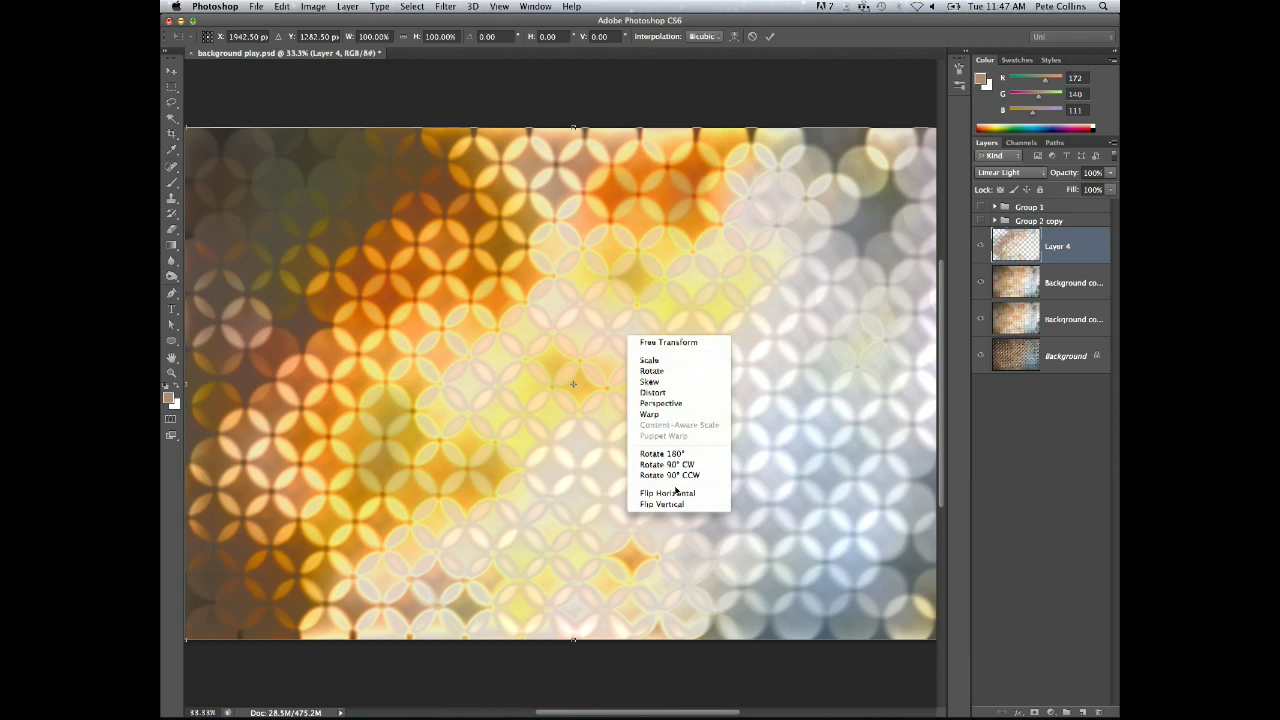 Photoshop File Edit Image Layer Type Select Filter 3D View Window Help 7 Tue 11:47 AM Pete Collins
Adobe Photoshop CS6
X: 1942.50 px Y: 1282.50 px W: 100.00% H: 100.00% 0.00 ° H: 0.00 ° V: 0.00 ° Interpolation: Bicubic Uni
× background play.psd @ 33.3% (Layer 4, RGB/8#) *
Color Swatches Styles
R 172
G 140
B 111
Layers Channels Paths
Kind
Linear Light Opacity: 100%
Lock: Fill: 100%
Group 1
Group 2 copy
Layer 4
Background co...
Background co...
Background
Free Transform
Scale
Rotate
Skew
Distort
Perspective
Warp
Content-Aware Scale
Puppet Warp
Rotate 180°
Rotate 90° CW
Rotate 90° CCW
Flip Horizontal
Flip Vertical
33.33% Doc: 28.5M/475.2M